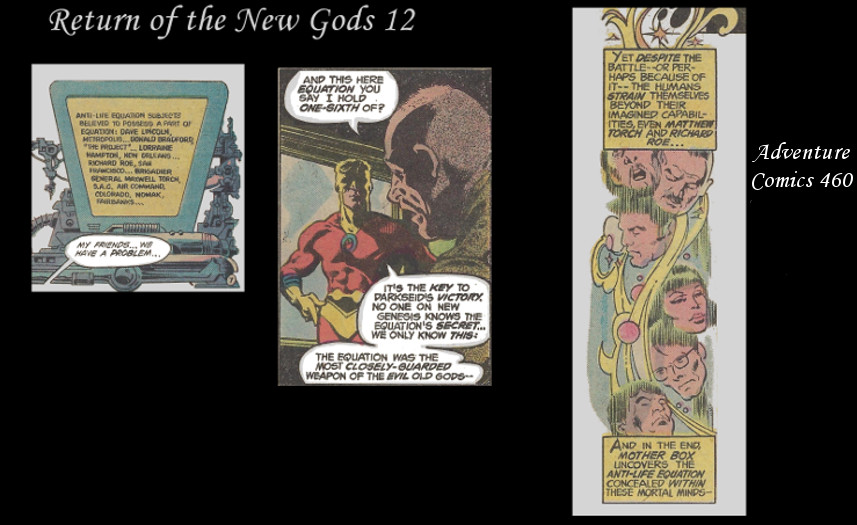 Return of the New Gods 12
ANTI-LIFE EQUATION SUBJECTS
BELIEVED TO POSSESS A PART OF
EQUATION: DAVE LINCOLN,
METROPOLIS... DONALD BRADFORD,
"THE PROJECT"... LORRAINE
HAMPTON, NEW ORLEANS...
RICHARD ROE, SAN
FRANCISCO... BRIGADIER
GENERAL MAXWELL TORCH,
S.A.C. AIR COMMAND,
COLORADO, NOMAK,
FAIRBANKS...
MY FRIENDS... WE
HAVE A PROBLEM...
AND THIS HERE
EQUATION YOU
SAY I HOLD
ONE-SIXTH OF?
IT'S THE KEY TO
DARKSEID'S VICTORY.
NO ONE ON NEW
GENESIS KNOWS THE
EQUATION'S SECRET...
WE ONLY KNOW THIS:
THE EQUATION WAS THE
MOST CLOSELY-GUARDED
WEAPON OF THE EVIL OLD GODS--
YET DESPITE THE
BATTLE--OR PER-
HAPS BECAUSE OF
IT--THE HUMANS
STRAIN THEMSELVES
BEYOND THEIR
IMAGINED CAPABIL-
ITIES, EVEN MATTHEW
TORCH AND RICHARD
ROE...
AND IN THE END,
MOTHER BOX
UNCOVERS THE
ANTI-LIFE EQUATION
CONCEALED WITHIN
THESE MORTAL MINDS--
Adventure
Comics 460